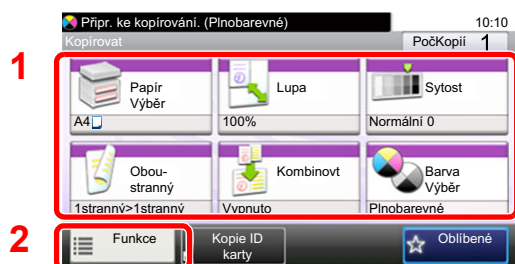 Připr. ke kopírování. (Plnobarevné) 10:10
Kopírovat PočKopií 1
1
Papír Výběr
Lupa
Sytost
A4 100% Normální 0
Obou-
stranný
Kombinovt
Barva
Výběr
1stranný>1stranný Vypnuto Plnobarevné
2
Funkce
Kopie ID
karty
Oblíbené